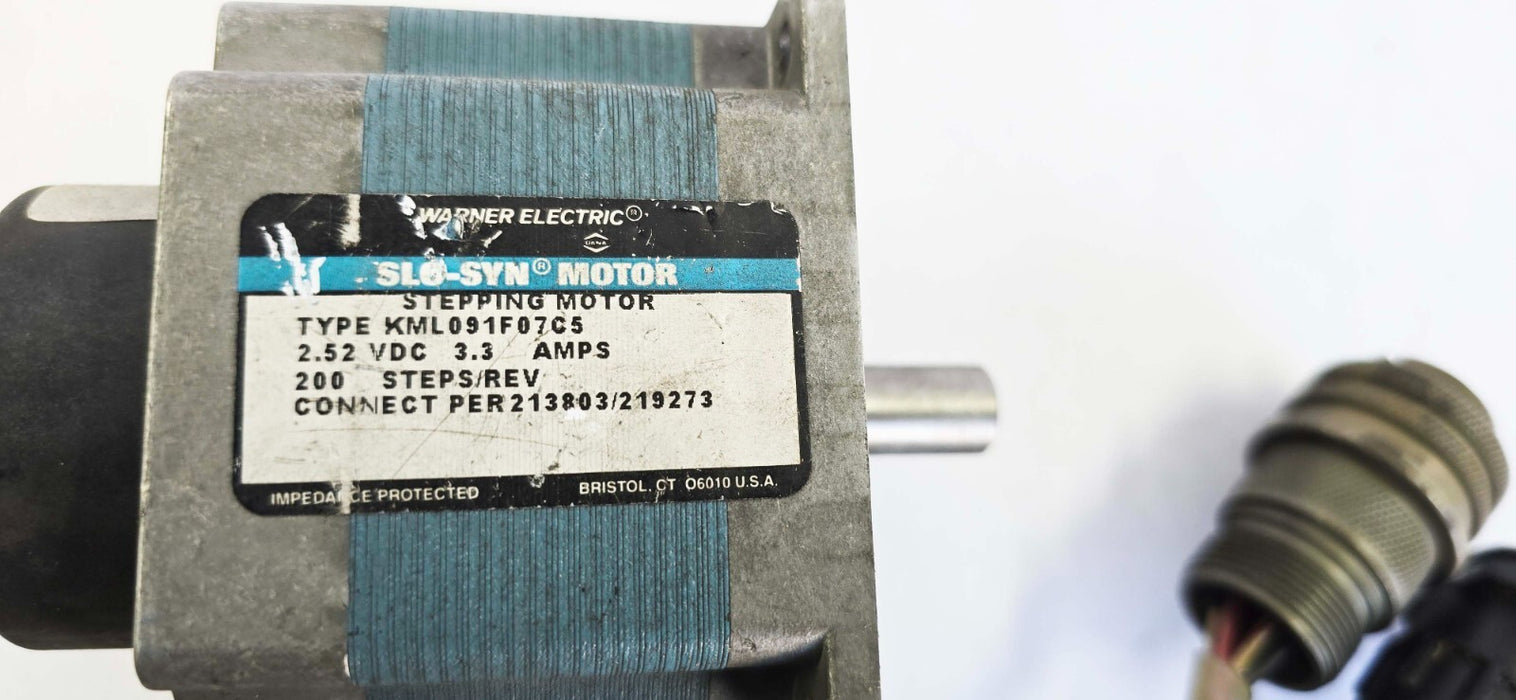 WARNER ELECTRIC®
DANA
SLO-SYN® MOTOR
STEPPING MOTOR
TYPE KML091F07C5
2.52 VDC 3.3 AMPS
200 STEPS/REV
CONNECT PER 213803/219273
IMPEDANCE PROTECTED
BRISTOL, CT 06010 U.S.A.